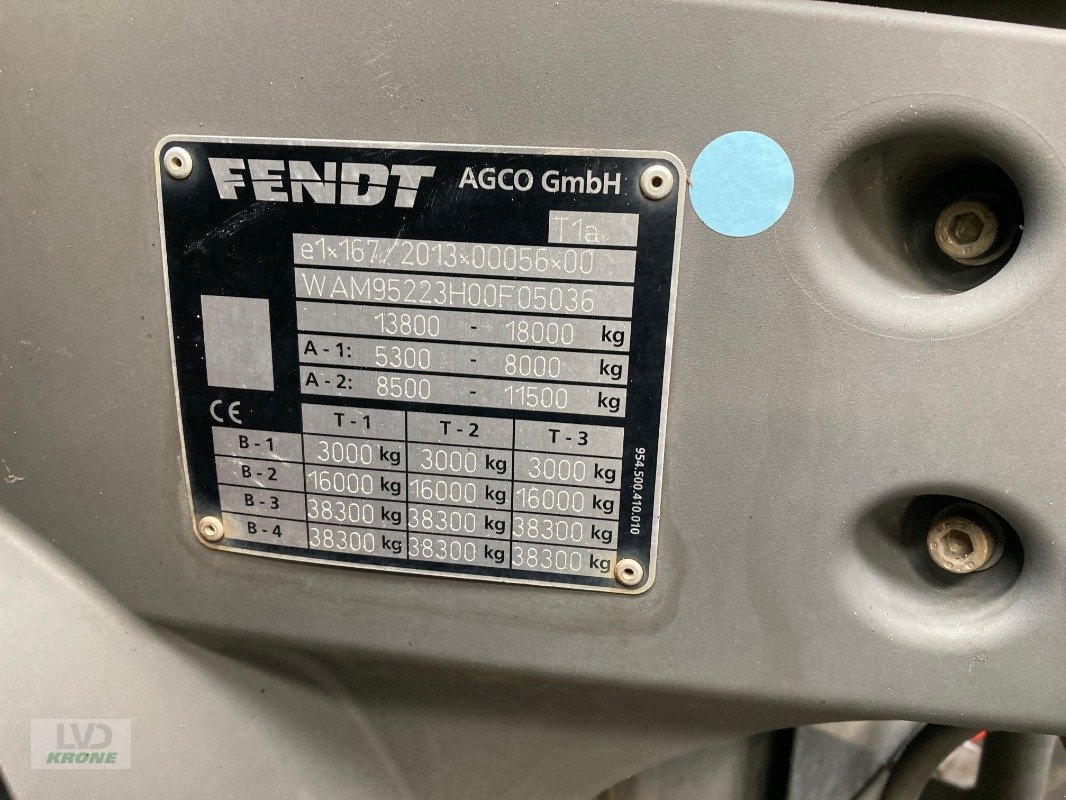 FENDT AGCO GmbH
T1a
e1*167//2013*00056*00
WAM95223H00F05036
13800 - 18000 kg
A - 1: 5300 - 8000 kg
A - 2: 8500 - 11500 kg
CE
T - 1 T - 2 T - 3
B - 1 3000 kg 3000 kg 3000 kg
B - 2 16000 kg 16000 kg 16000 kg
B - 3 38300 kg 38300 kg 38300 kg
B - 4 38300 kg 38300 kg 38300 kg
954.500.410.010
LVD
KRONE